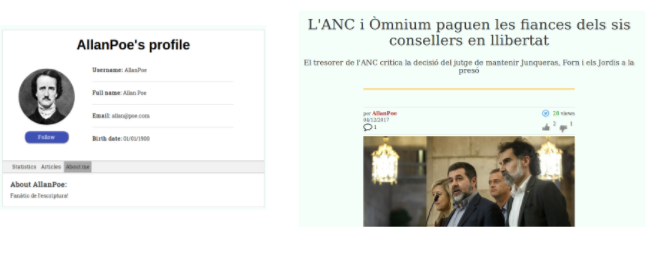 AllanPoe's profile
Username: AllanPoe
Full name: Allan Poe
Email: allan@poe.com
Follow
Birth date: 01/01/1900
Statistics Articles About me
About AllanPoe:
Fanàtic de l'escriptura!
L'ANC i Òmnium paguen les fiances dels sis
consellers en llibertat
El tresorer de l'ANC critica la decisió del jutge de mantenir Junqueras, Forn i els Jordis a la
presó
per AllanPoe
28 views
04/12/2017
1
2
1